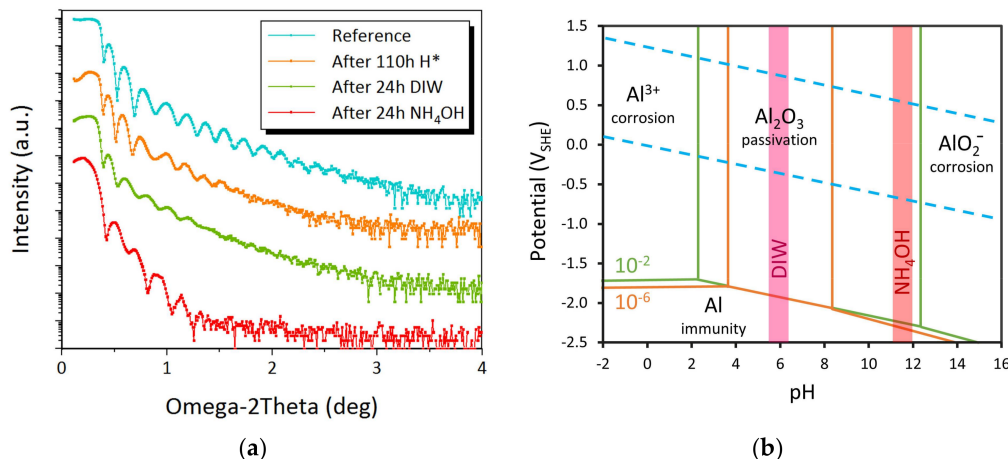 Reference
After 110h H*
After 24h DIW
After 24h NH₄OH
Intensity (a.u.)
0
1
2
3
4
Omega-2Theta (deg)
(a)
1.5
1.0
0.5
0.0
-0.5
-1.0
-1.5
-2.0
-2.5
Potential (V_SHE)
Al³⁺
corrosion
Al₂O₃
passivation
AlO₂⁻
corrosion
DIW
NH₄OH
10⁻²
10⁻⁶
Al
immunity
-2
0
2
4
6
8
10
12
14
16
pH
(b)